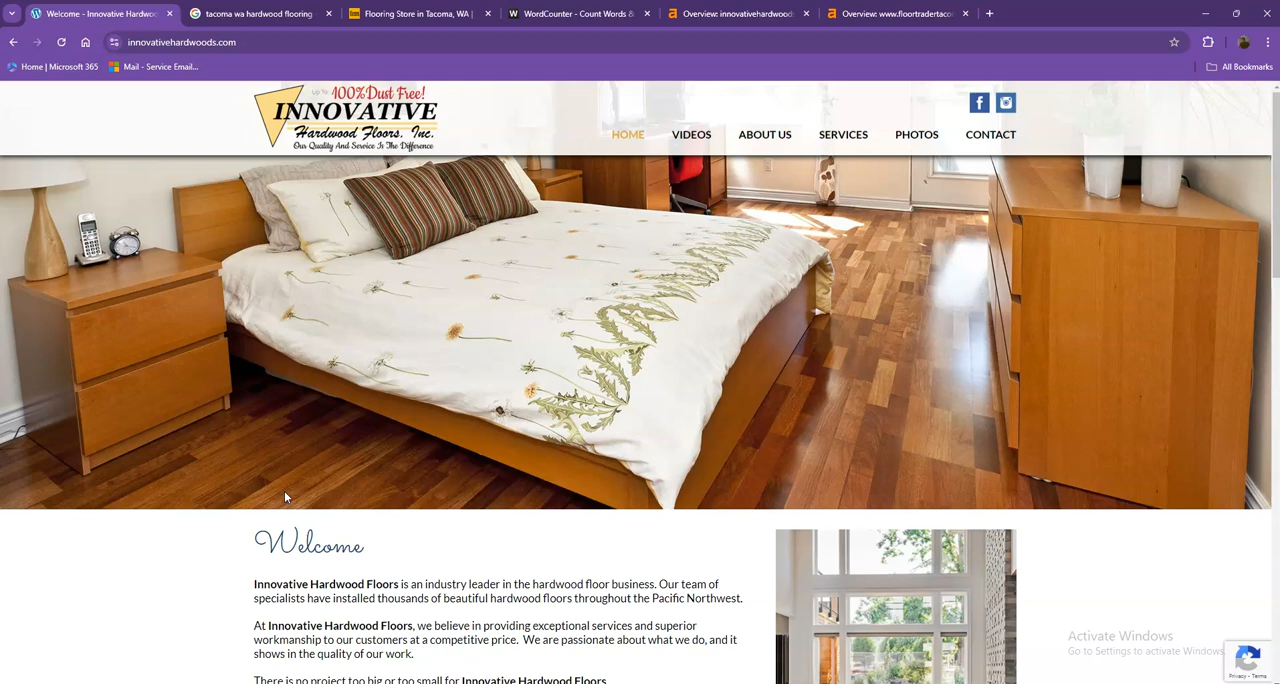 Welcome - Innovative Hardwoo
tacoma wa hardwood flooring
Flooring Store in Tacoma, WA |
WordCounter - Count Words &
Overview: innovativehardwoods
Overview: www.floortradertaco
innovativehardwoods.com
Home | Microsoft 365
Mail - Service Email...
All Bookmarks
Up To 100%Dust Free!
INNOVATIVE
Hardwood Floors, Inc.
Our Quality And Service Is The Difference
HOME
VIDEOS
ABOUT US
SERVICES
PHOTOS
CONTACT
Welcome
Innovative Hardwood Floors is an industry leader in the hardwood floor business. Our team of
specialists have installed thousands of beautiful hardwood floors throughout the Pacific Northwest.
At Innovative Hardwood Floors, we believe in providing exceptional services and superior
workmanship to our customers at a competitive price. We are passionate about what we do, and it
shows in the quality of our work.
There is no project too big or too small for Innovative Hardwood Floors.
Activate Windows
Go to Settings to activate Windows.
Privacy - Terms